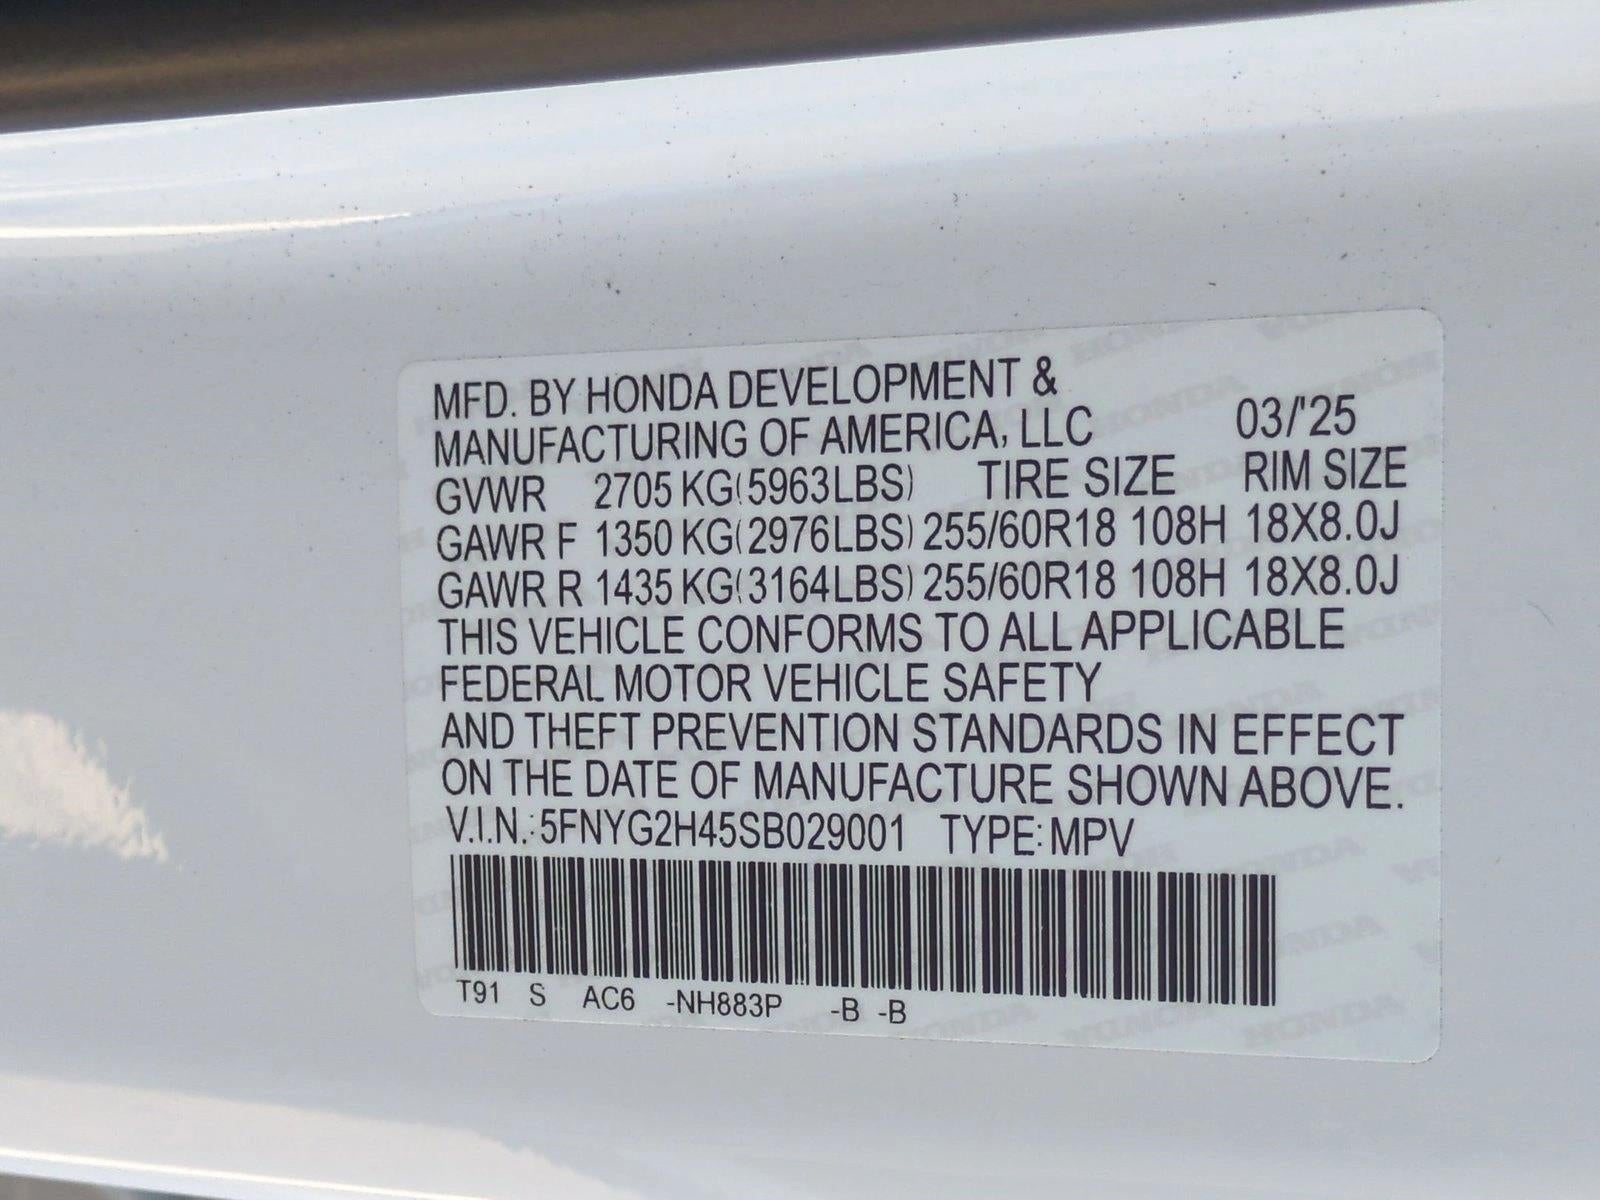 MFD. BY HONDA DEVELOPMENT &
MANUFACTURING OF AMERICA, LLC 03/'25
GVWR 2705 KG(5963LBS) TIRE SIZE RIM SIZE
GAWR F 1350 KG(2976LBS) 255/60R18 108H 18X8.0J
GAWR R 1435 KG(3164LBS) 255/60R18 108H 18X8.0J
THIS VEHICLE CONFORMS TO ALL APPLICABLE
FEDERAL MOTOR VEHICLE SAFETY
AND THEFT PREVENTION STANDARDS IN EFFECT
ON THE DATE OF MANUFACTURE SHOWN ABOVE.
V.I.N.:5FNYG2H45SB029001 TYPE:MPV
T91 S AC6 -NH883P -B -B